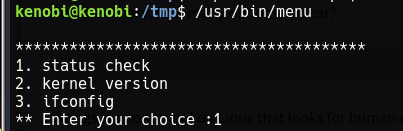 kenobi@kenobi:/tmp$ /usr/bin/menu
***************************************
1. status check
2. kernel version
3. ifconfig
** Enter your choice :1